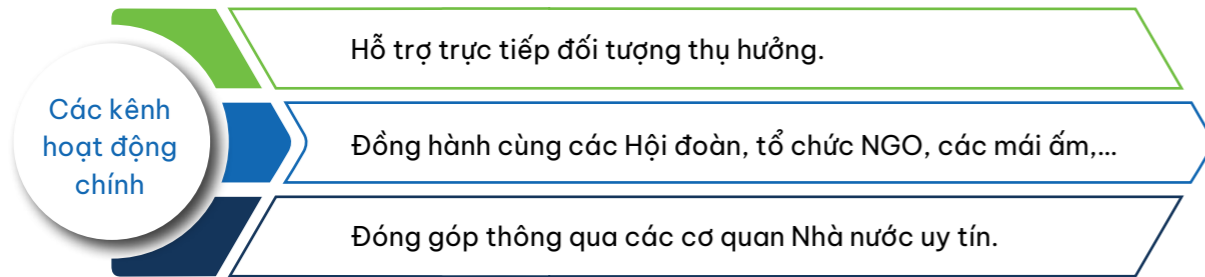 Các kênh
hoạt động
chính
Hỗ trợ trực tiếp đối tượng thụ hưởng.
Đồng hành cùng các Hội đoàn, tổ chức NGO, các mái ấm,...
Đóng góp thông qua các cơ quan Nhà nước uy tín.